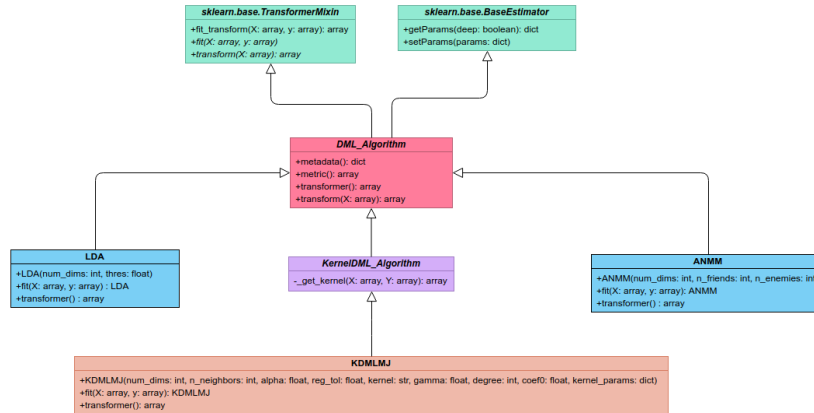 sklearn.base.TransformerMixin
+fit_transform(X: array, y: array): array
+fit(X: array, y: array)
+transform(X: array): array
sklearn.base.BaseEstimator
+getParams(deep: boolean): dict
+setParams(params: dict)
DML_Algorithm
+metadata(): dict
+metric(): array
+transformer(): array
+transform(X: array): array
LDA
+LDA(num_dims: int, thres: float)
+fit(X: array, y: array) : LDA
+transformer() : array
KernelDML_Algorithm
-_get_kernel(X: array, Y: array): array
ANMM
+ANMM(num_dims: int, n_friends: int, n_enemies: int
+fit(X: array, y: array): ANMM
+transformer() : array
KDMLMJ
+KDMLMJ(num_dims: int, n_neighbors: int, alpha: float, reg_tol: float, kernel: str, gamma: float, degree: int, coef0: float, kernel_params: dict)
+fit(X: array, y: array): KDMLMJ
+transformer(): array